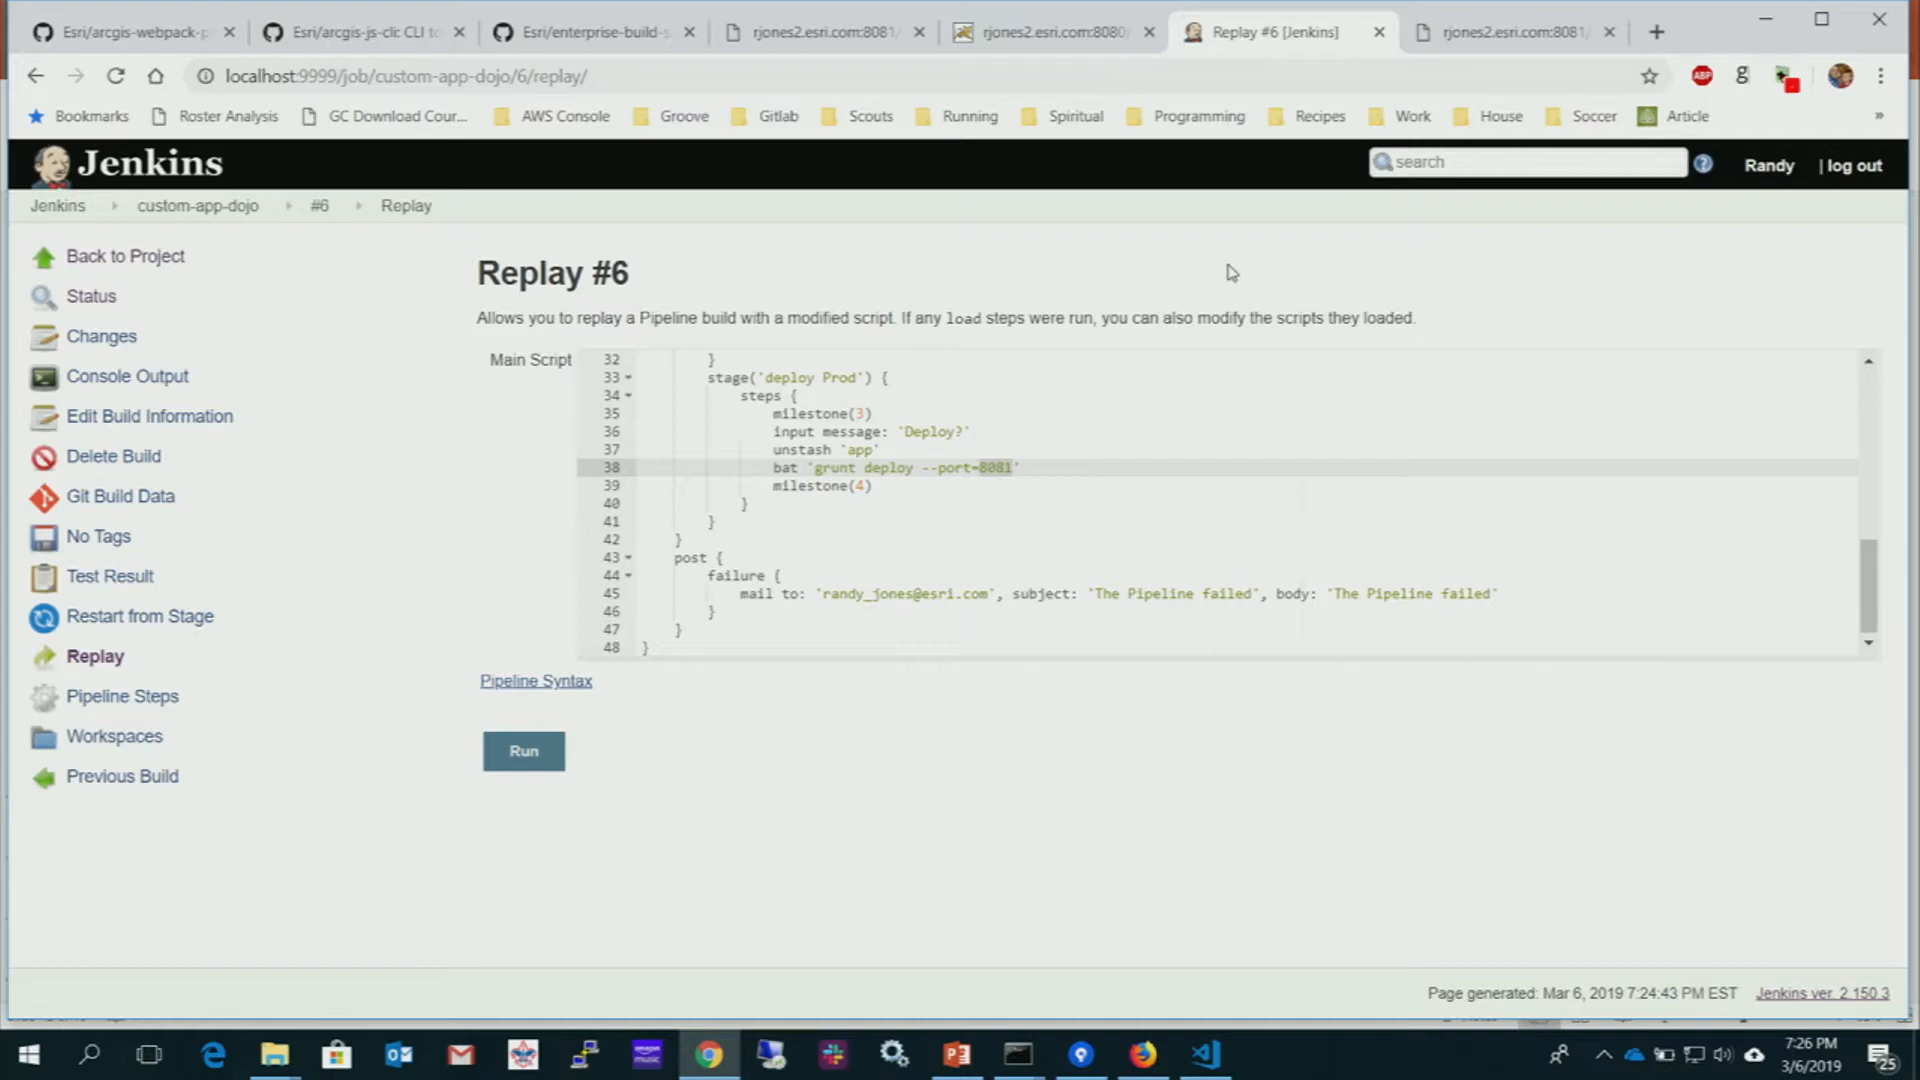 Esri/arcgis-webpack-p
Esri/arcgis-js-cli: CLI to
Esri/enterprise-build-s
rjones2.esri.com:8081/
rjones2.esri.com:8080/
Replay #6 [Jenkins]
rjones2.esri.com:8081/
localhost:9999/job/custom-app-dojo/6/replay/
ABP
g
Bookmarks
Roster Analysis
GC Download Cour...
AWS Console
Groove
Gitlab
Scouts
Running
Spiritual
Programming
Recipes
Work
House
Soccer
Article
»
Jenkins
search
Randy
| log out
Jenkins
custom-app-dojo
#6
Replay
Back to Project
Status
Changes
Console Output
Edit Build Information
Delete Build
Git Build Data
No Tags
Test Result
Restart from Stage
Replay
Pipeline Steps
Workspaces
Previous Build
Replay #6
Allows you to replay a Pipeline build with a modified script. If any load steps were run, you can also modify the scripts they loaded.
Main Script
32 }
33 stage('deploy Prod') {
34 steps {
35 milestone(3)
36 input message: 'Deploy?'
37 unstash 'app'
38 bat 'grunt deploy --port=8081'
39 milestone(4)
40 }
41 }
42 }
43 post {
44 failure {
45 mail to: 'randy_jones@esri.com', subject: 'The Pipeline failed', body: 'The Pipeline failed'
46 }
47 }
48 }
Pipeline Syntax
Run
Page generated: Mar 6, 2019 7:24:43 PM EST
Jenkins ver. 2.150.3
7:26 PM
3/6/2019
25